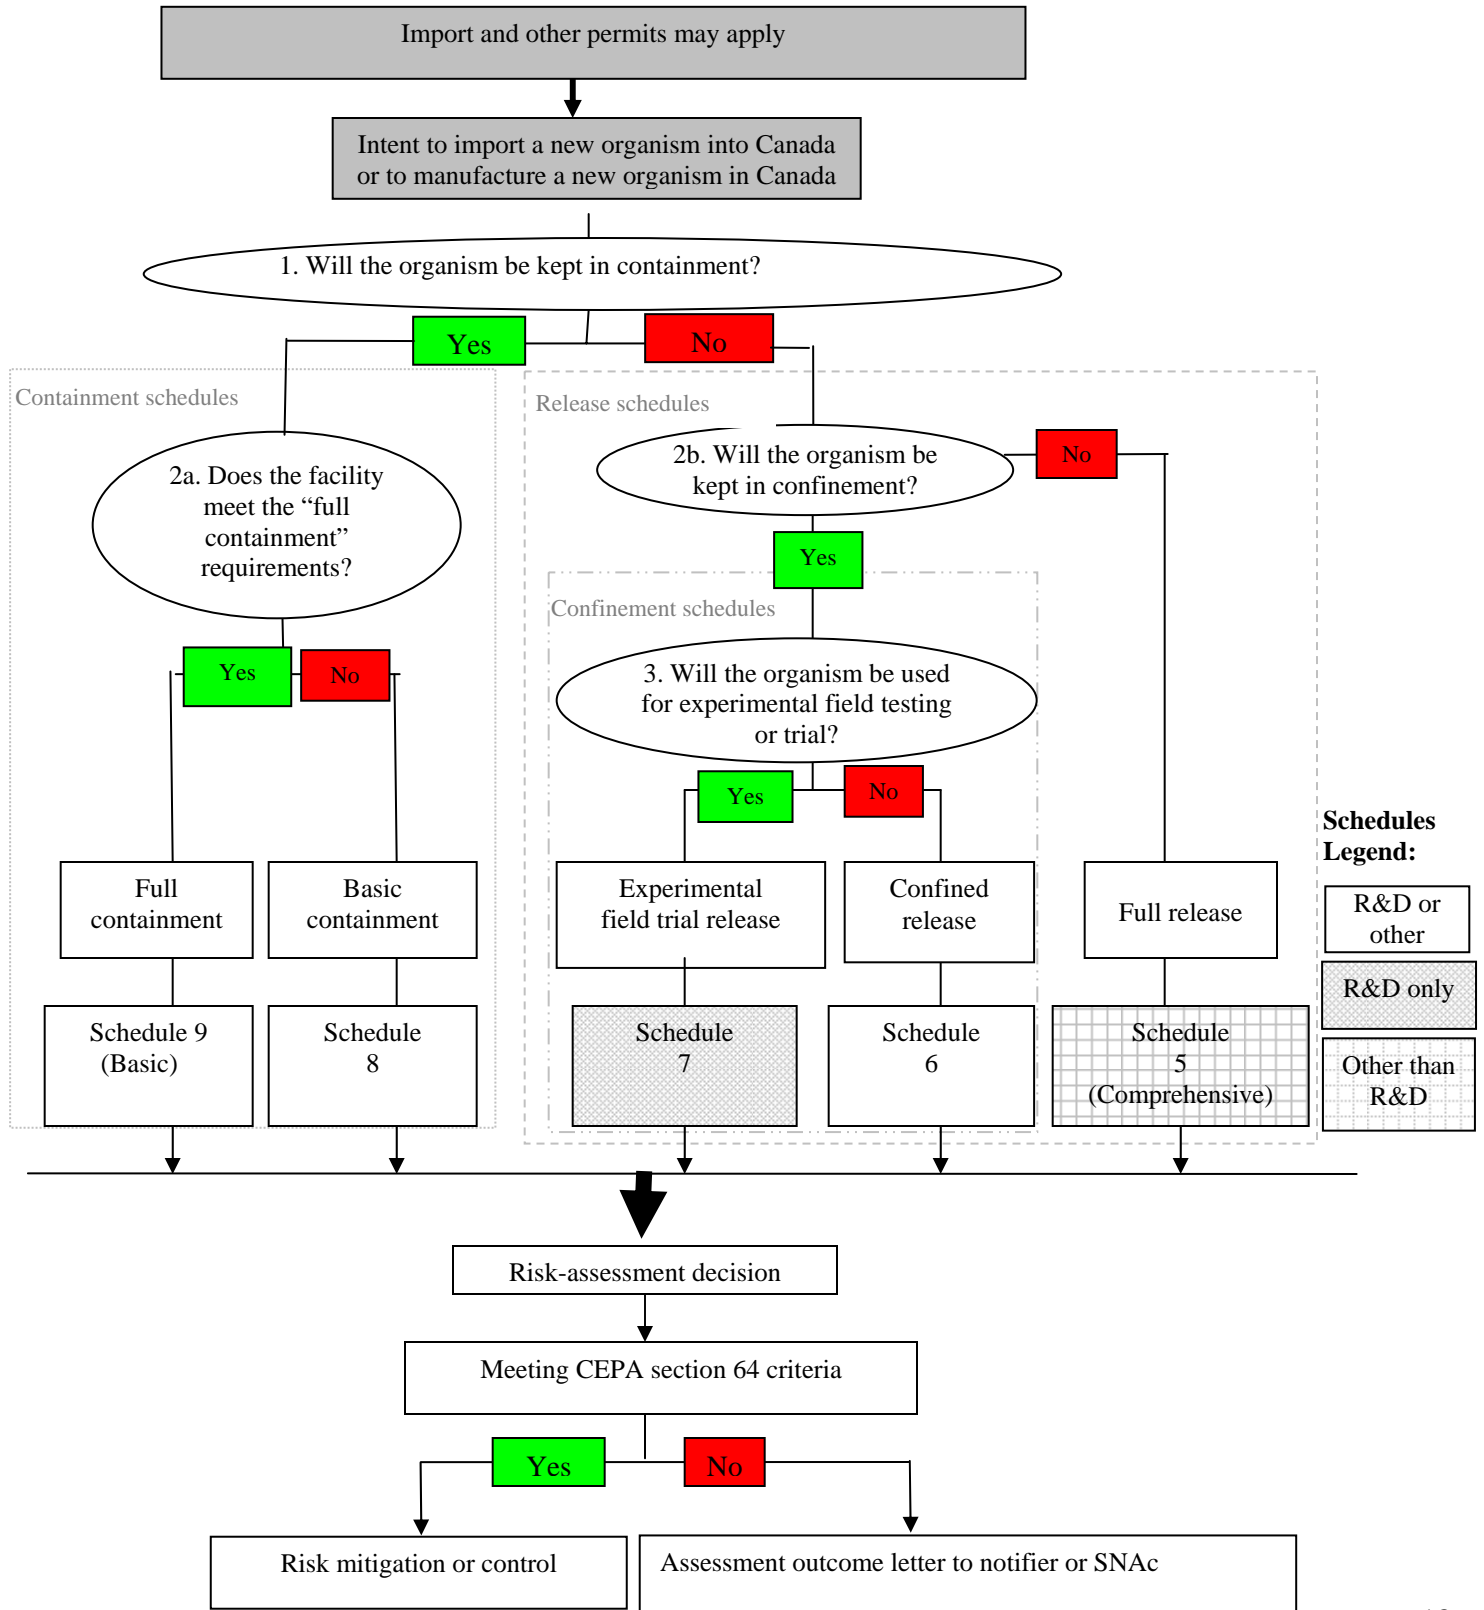 Import and other permits may apply
Intent to import a new organism into Canada
or to manufacture a new organism in Canada
1. Will the organism be kept in containment?
Yes
No
Containment schedules
Release schedules
2a. Does the facility
meet the “full
containment”
requirements?
2b. Will the organism be
kept in confinement?
No
Yes
Confinement schedules
Yes
No
3. Will the organism be used
for experimental field testing
or trial?
Yes
No
Full
containment
Basic
containment
Experimental
field trial release
Confined
release
Full release
Schedules
Legend:
R&D or
other
R&D only
Other than
R&D
Schedule 9
(Basic)
Schedule
8
Schedule
7
Schedule
6
Schedule
5
(Comprehensive)
Risk-assessment decision
Meeting CEPA section 64 criteria
Yes
No
Risk mitigation or control
Assessment outcome letter to notifier or SNAc